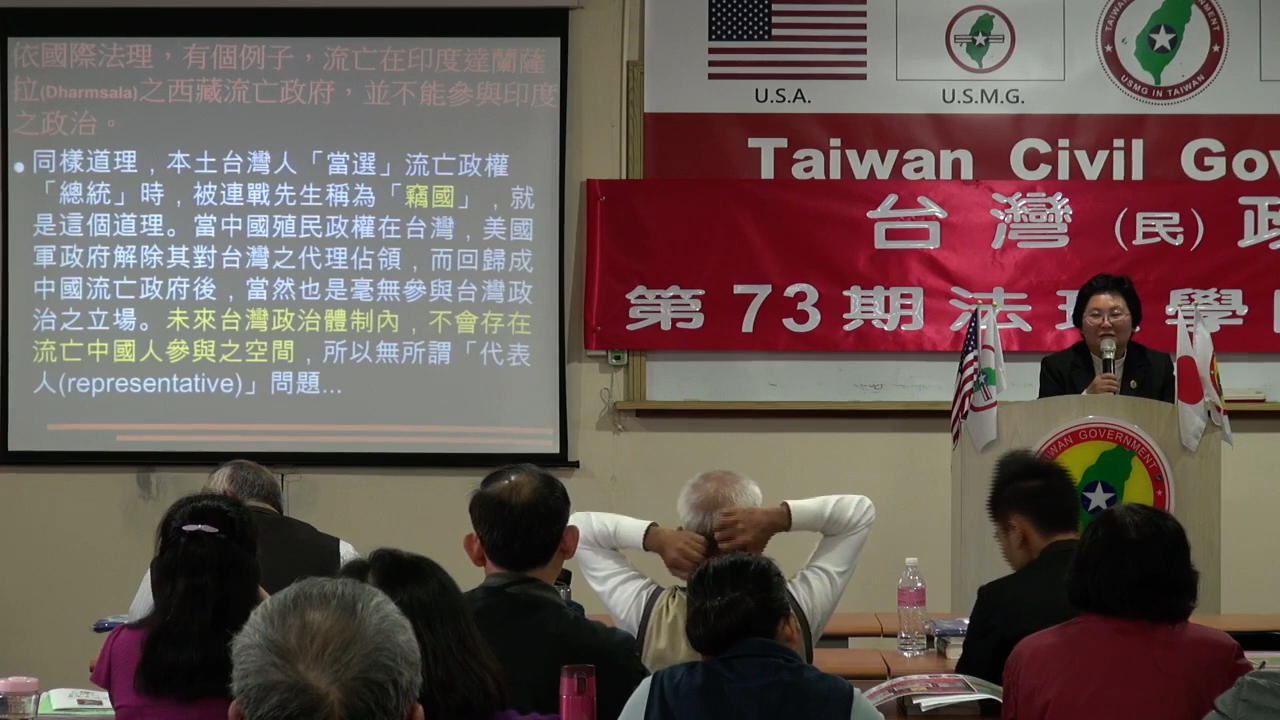 依國際法理，有個例子，流亡在印度達蘭薩
拉(Dharmsala)之西藏流亡政府，並不能參與印度
之政治。
同樣道理，本土台灣人「當選」流亡政權
「總統」時，被連戰先生稱為「竊國」，就
是這個道理。當中國殖民政權在台灣，美國
軍政府解除其對台灣之代理佔領，而回歸成
中國流亡政府後，當然也是毫無參與台灣政
治之立場。未來台灣政治體制內，不會存在
流亡中國人參與之空間，所以無所謂「代表
人(representative)」問題...
U.S.A.
U.S.M.G.
USMG IN TAIWAN
Taiwan Civil Gov
台灣(民)政
第73期法理學
TAIWAN GOVERNMENT